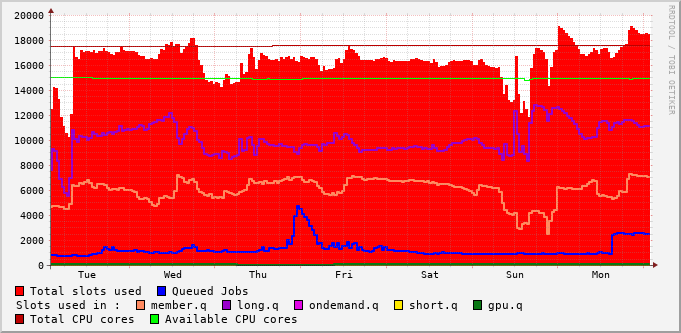 20000
18000
16000
14000
12000
10000
8000
6000
4000
2000
0
Tue Wed Thu Fri Sat Sun Mon
RRDTOOL / TOBI OETIKER
Total slots used Queued Jobs
Slots used in : member.q long.q ondemand.q short.q gpu.q
Total CPU cores Available CPU cores